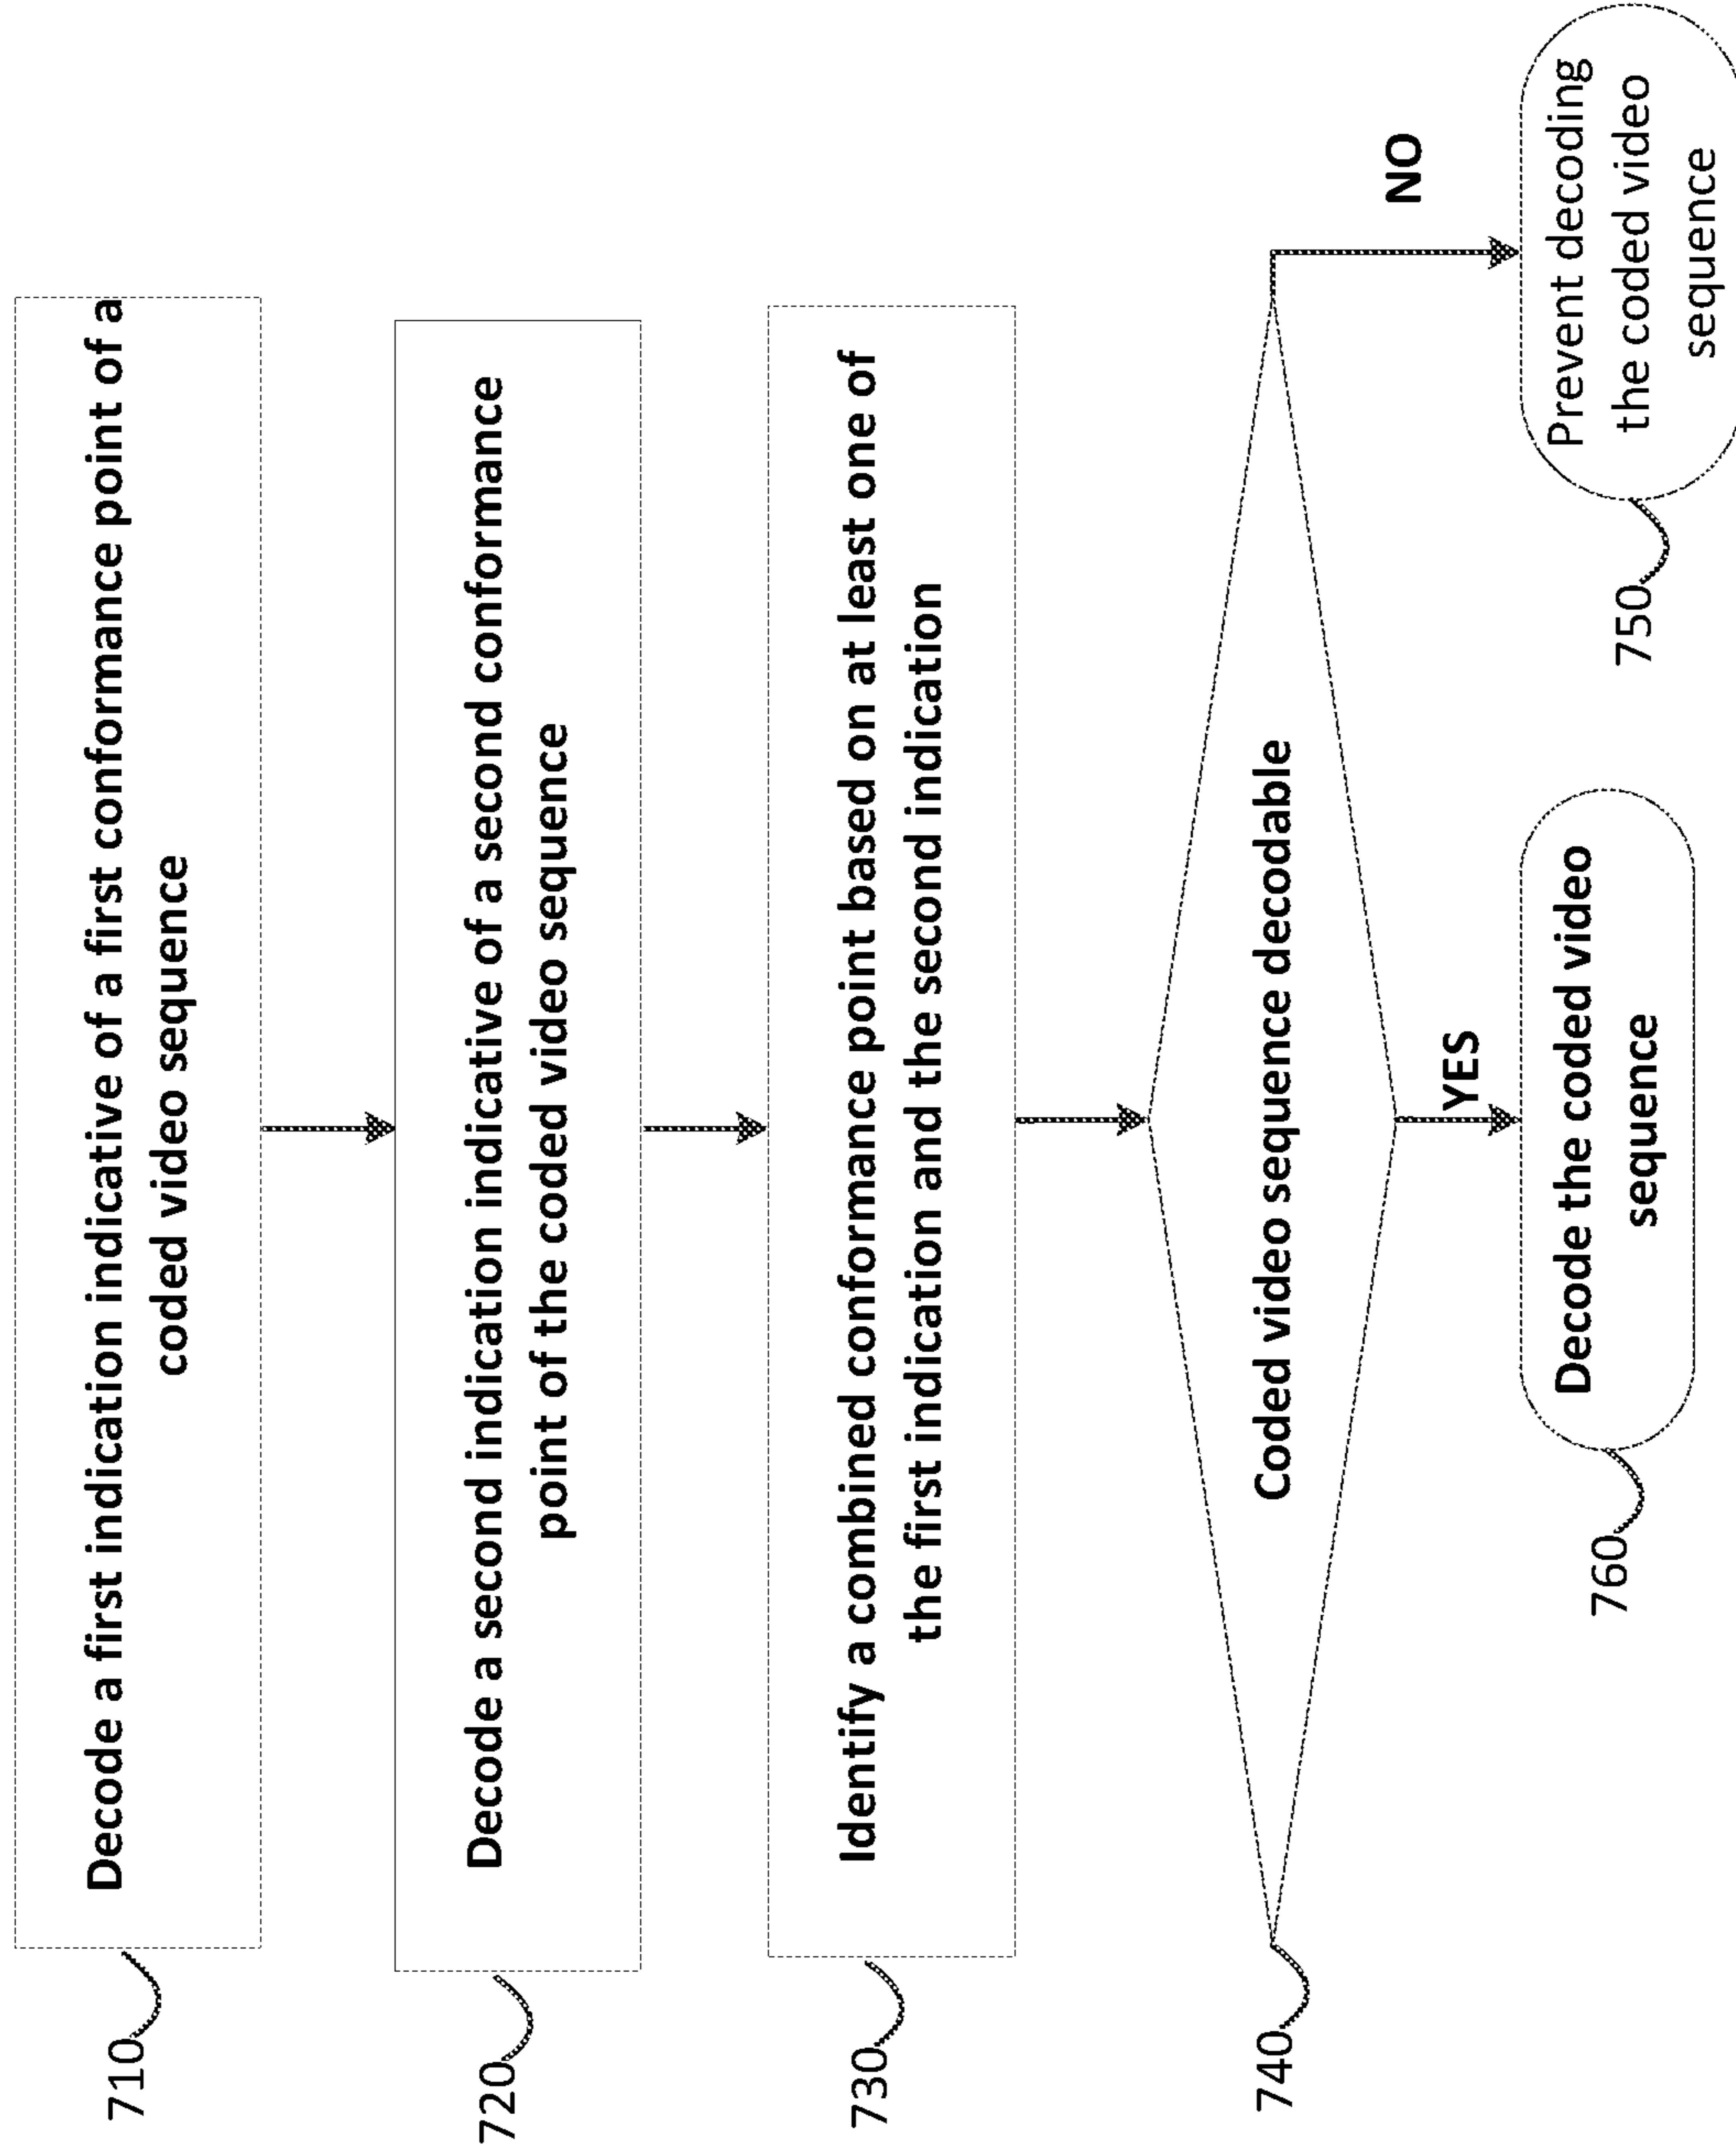 710
Decode a first indication indicative of a first conformance point of a
coded video sequence
720
Decode a second indication indicative of a second conformance
point of the coded video sequence
730
Identify a combined conformance point based on at least one of
the first indication and the second indication
740
Coded video sequence decodable
YES
NO
760
Decode the coded video
sequence
750
Prevent decoding
the coded video
sequence